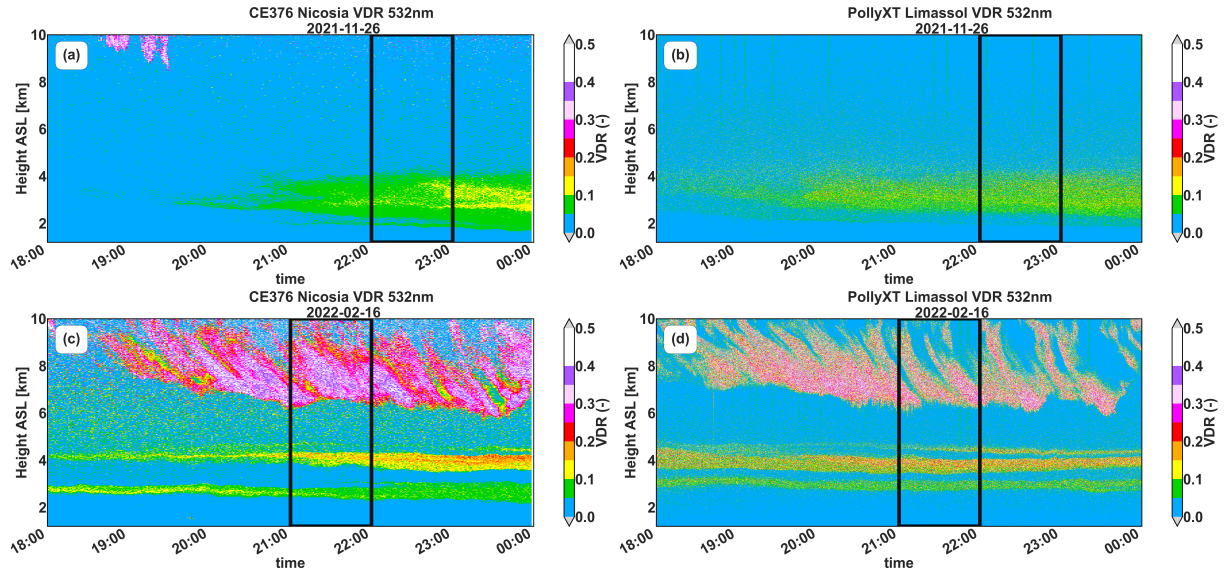 CE376 Nicosia VDR 532nm
2021-11-26
(a)
Height ASL [km]
10
8
6
4
2
18:00 19:00 20:00 21:00 22:00 23:00 00:00
time
0.5
0.4
0.3
0.2
0.1
0.0
VDR (-)
PollyXT Limassol VDR 532nm
2021-11-26
(b)
Height ASL [km]
10
8
6
4
2
18:00 19:00 20:00 21:00 22:00 23:00 00:00
time
0.5
0.4
0.3
0.2
0.1
0.0
VDR (-)
CE376 Nicosia VDR 532nm
2022-02-16
(c)
Height ASL [km]
10
8
6
4
2
18:00 19:00 20:00 21:00 22:00 23:00 00:00
time
0.5
0.4
0.3
0.2
0.1
0.0
VDR (-)
PollyXT Limassol VDR 532nm
2022-02-16
(d)
Height ASL [km]
10
8
6
4
2
18:00 19:00 20:00 21:00 22:00 23:00 00:00
time
0.5
0.4
0.3
0.2
0.1
0.0
VDR (-)